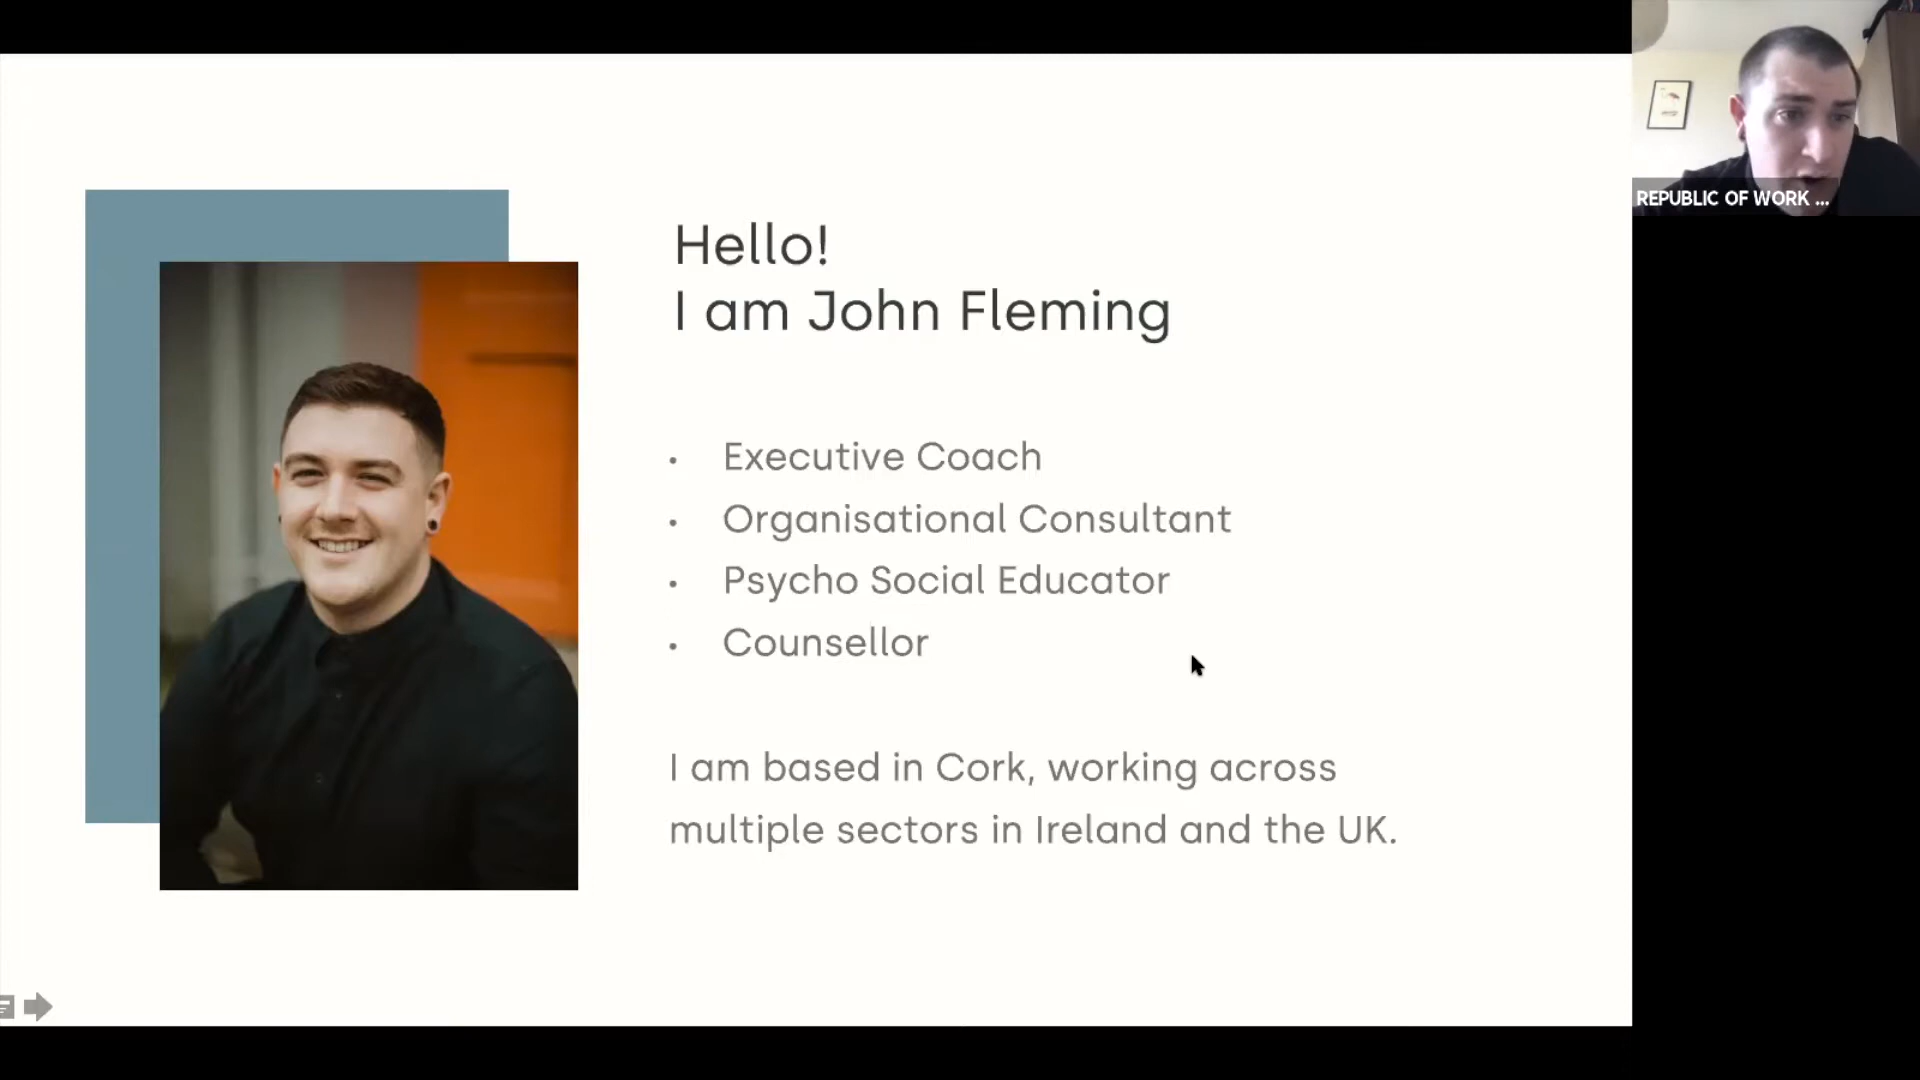 Hello!
I am John Fleming
• Executive Coach
• Organisational Consultant
• Psycho Social Educator
• Counsellor
I am based in Cork, working across
multiple sectors in Ireland and the UK.
REPUBLIC OF WORK ...